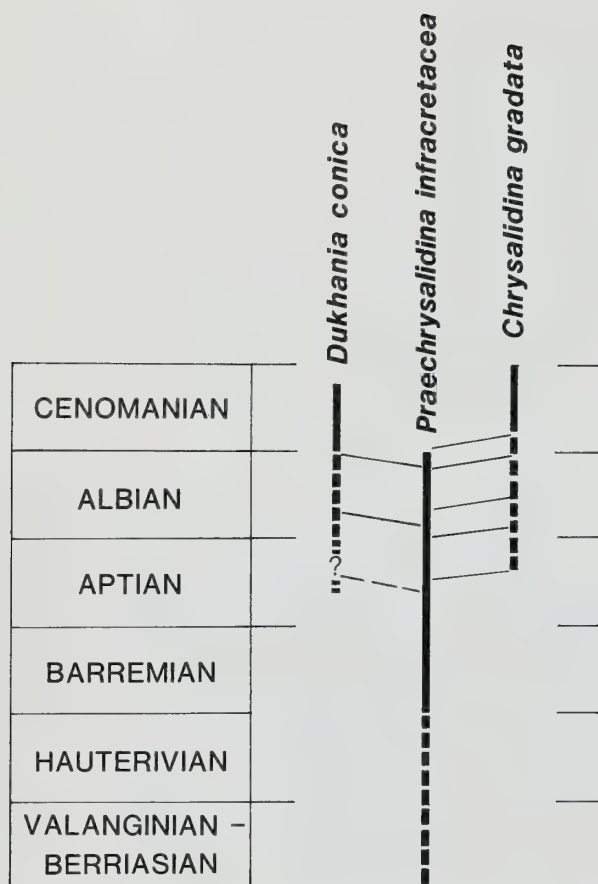 Dukhania conica
Praechrysalidina infracretacea
Chrysalidina gradata
CENOMANIAN
ALBIAN
?
APTIAN
BARREMIAN
HAUTERIVIAN
VALANGINIAN –
BERRIASIAN